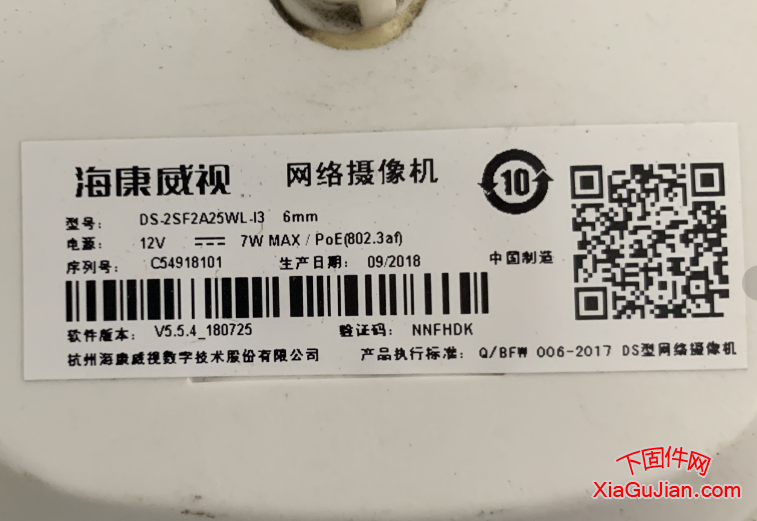 海康威视 网络摄像机 10
型号: DS-2SF2A25WL-I3 6mm
电源: 12V 7W MAX / PoE(802.3af)
序列号: C54918101 生产日期: 09/2018 中国制造
软件版本: V5.5.4_180725 验证码: NNFHDK
杭州海康威视数字技术股份有限公司 产品执行标准: Q/BFW 006-2017 DS型网络摄像机
下固件网
XiaGuJian.com